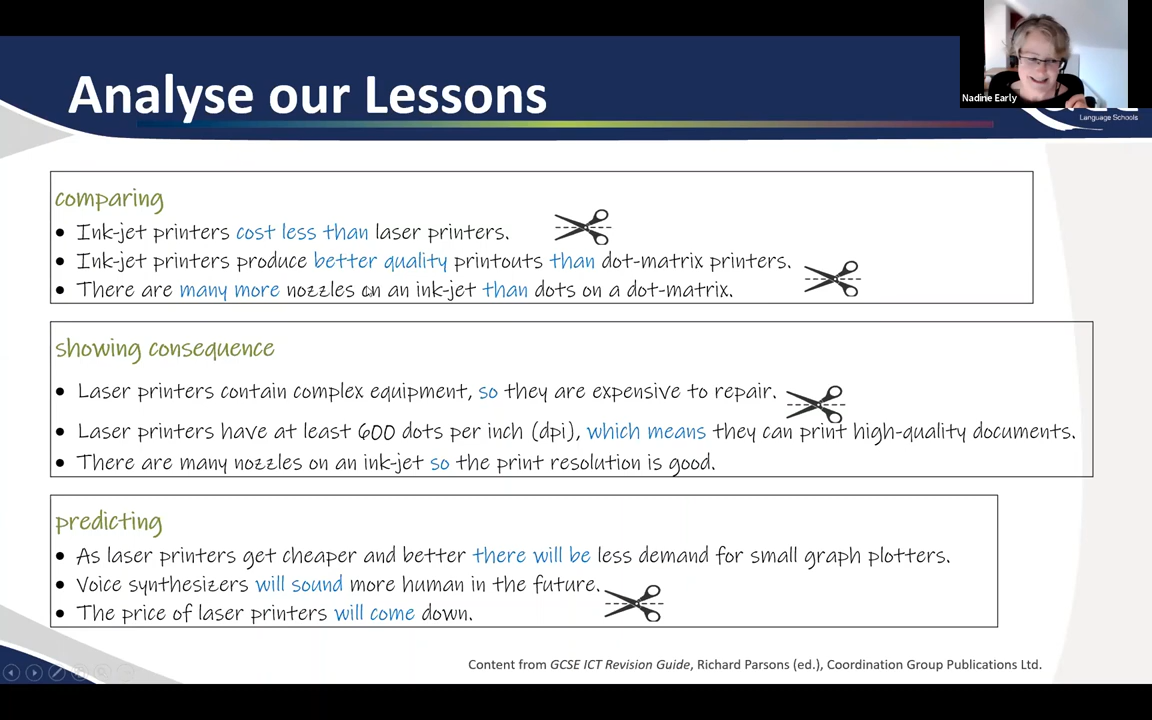 Nadine Early
Language Schools
Analyse our Lessons
comparing
• Ink-jet printers cost less than laser printers.
• Ink-jet printers produce better quality printouts than dot-matrix printers.
• There are many more nozzles on an ink-jet than dots on a dot-matrix.
showing consequence
• Laser printers contain complex equipment, so they are expensive to repair.
• Laser printers have at least 600 dots per inch (dpi), which means they can print high-quality documents.
• There are many nozzles on an ink-jet so the print resolution is good.
predicting
• As laser printers get cheaper and better there will be less demand for small graph plotters.
• Voice synthesizers will sound more human in the future.
• The price of laser printers will come down.
Content from GCSE ICT Revision Guide, Richard Parsons (ed.), Coordination Group Publications Ltd.